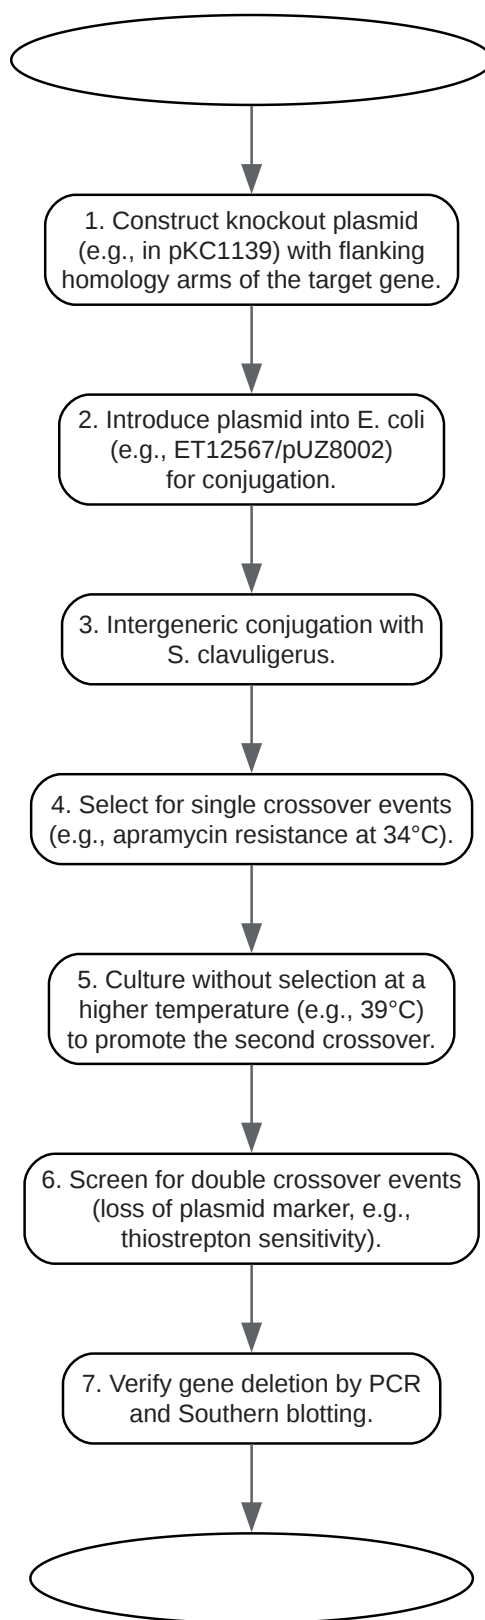 1. Construct knockout plasmid
(e.g., in pKC1139) with flanking
homology arms of the target gene.
2. Introduce plasmid into E. coli
(e.g., ET12567/pUZ8002)
for conjugation.
3. Intergeneric conjugation with
S. clavuligerus.
4. Select for single crossover events
(e.g., apramycin resistance at 34°C).
5. Culture without selection at a
higher temperature (e.g., 39°C)
to promote the second crossover.
6. Screen for double crossover events
(loss of plasmid marker, e.g.,
thiostrepton sensitivity).
7. Verify gene deletion by PCR
and Southern blotting.